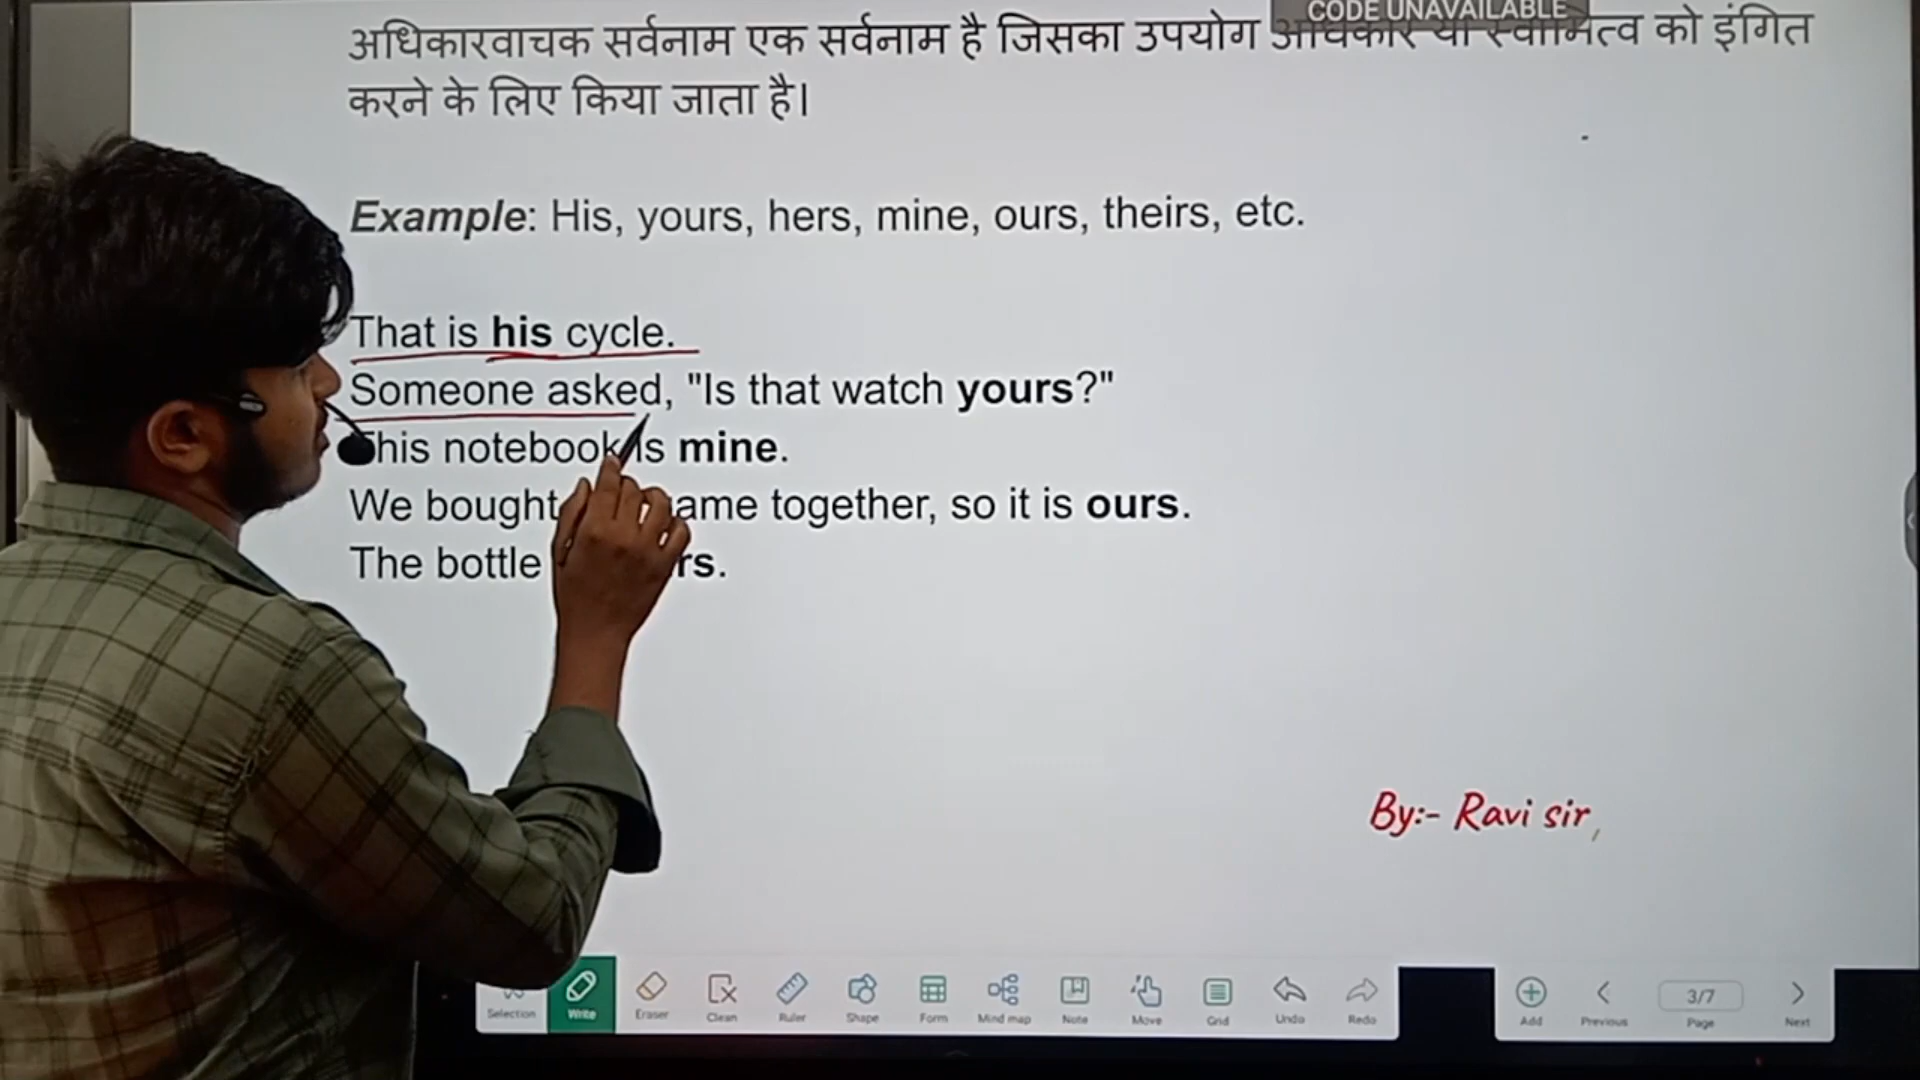 CODE UNAVAILABLE
अधिकारवाचक सर्वनाम एक सर्वनाम है जिसका उपयोग अधिकार या स्वामित्व को इंगित
करने के लिए किया जाता है।
Example: His, yours, hers, mine, ours, theirs, etc.
That is his cycle.
Someone asked, "Is that watch yours?"
This notebook is mine.
We bought together, so it is ours.
The bottle
By:- Ravi sir,
Selection Write Eraser Clean Ruler Shape Form Mind map Note Move Grid Undo Redo Add Previous 3/7 Page Next